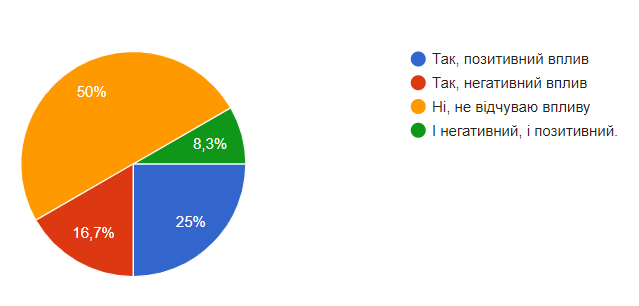 50%
8,3%
16,7%
25%
Так, позитивний вплив
Так, негативний вплив
Ні, не відчуваю впливу
І негативний, і позитивний.